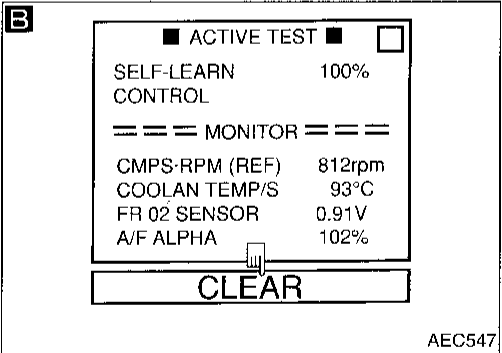 B
■ ACTIVE TEST ■
SELF-LEARN 100%
CONTROL
=== MONITOR ===
CMPS·RPM (REF) 812rpm
COOLAN TEMP/S 93°C
FR 02 SENSOR 0.91V
A/F ALPHA 102%
CLEAR
AEC547